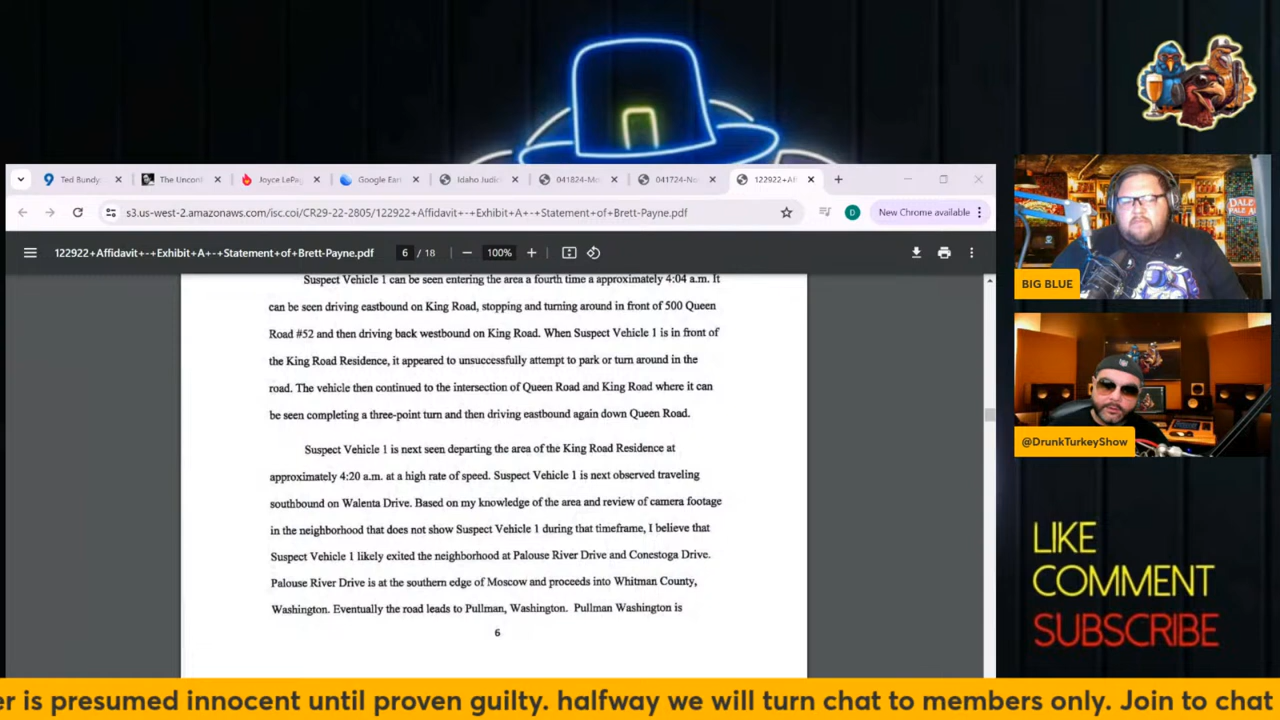 Ted Bundy:
The Uncont
Joyce LePa
Google Ear
Idaho Judi
041824-Mo
041724-No
122922+Af
s3.us-west-2.amazonaws.com/isc.coi/CR29-22-2805/122922+Affidavit+-+Exhibit+A+-+Statement+of+Brett-Payne.pdf
D
New Chrome available
122922+Affidavit+-+Exhibit+A+-+Statement+of+Brett-Payne.pdf
6 / 18
100%
Suspect Vehicle 1 can be seen entering the area a fourth time a approximately 4:04 a.m. It
can be seen driving eastbound on King Road, stopping and turning around in front of 500 Queen
Road #52 and then driving back westbound on King Road. When Suspect Vehicle 1 is in front of
the King Road Residence, it appeared to unsuccessfully attempt to park or turn around in the
road. The vehicle then continued to the intersection of Queen Road and King Road where it can
be seen completing a three-point turn and then driving eastbound again down Queen Road.
Suspect Vehicle 1 is next seen departing the area of the King Road Residence at
approximately 4:20 a.m. at a high rate of speed. Suspect Vehicle 1 is next observed traveling
southbound on Walenta Drive. Based on my knowledge of the area and review of camera footage
in the neighborhood that does not show Suspect Vehicle 1 during that timeframe, I believe that
Suspect Vehicle 1 likely exited the neighborhood at Palouse River Drive and Conestoga Drive.
Palouse River Drive is at the southern edge of Moscow and proceeds into Whitman County,
Washington. Eventually the road leads to Pullman, Washington. Pullman Washington is
6
BIG BLUE
@DrunkTurkeyShow
LIKE
COMMENT
SUBSCRIBE
er is presumed innocent until proven guilty. halfway we will turn chat to members only. Join to chat